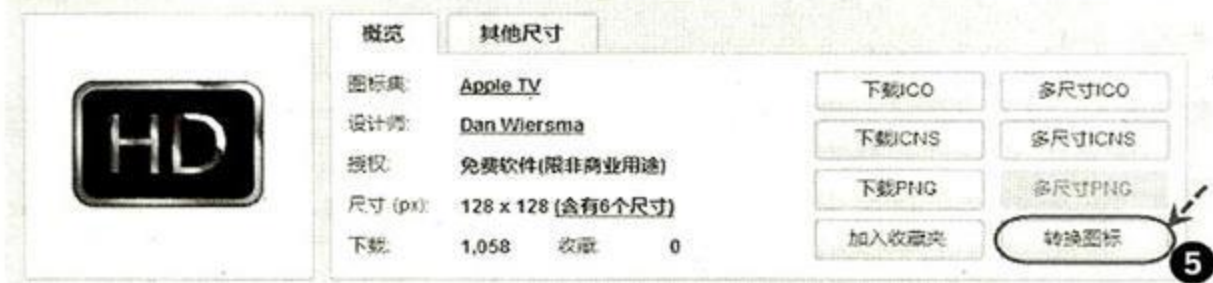 概览 其他尺寸
HD
图标集: Apple TV
设计师: Dan Wiersma
授权: 免费软件(限非商业用途)
尺寸 (px): 128 x 128 (含有6个尺寸)
下载: 1,058 收藏: 0
下载ICO 多尺寸ICO
下载ICNS 多尺寸ICNS
下载PNG 多尺寸PNG
加入收藏夹 转换图标
5